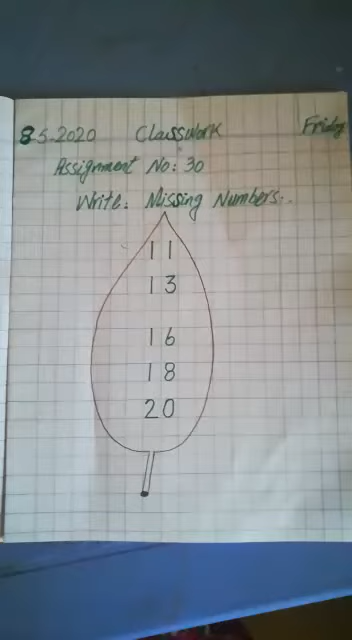 8-5-2020 Classwork Friday
Assignment No: 30
Write: Missing Numbers:.
11
13
16
18
20